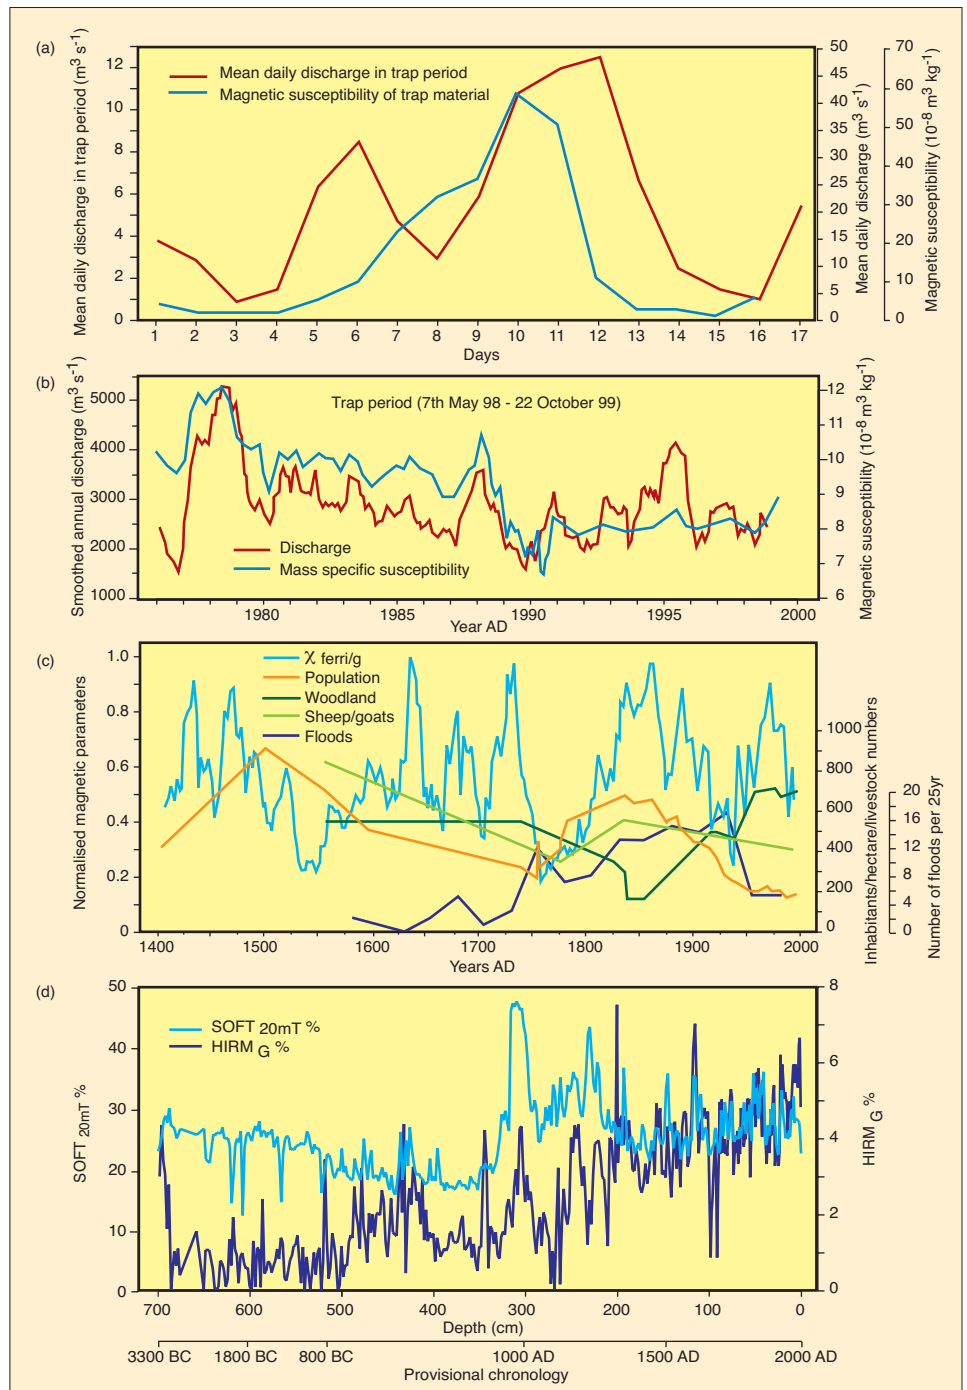 (a)
Mean daily discharge in trap period (m³ s⁻¹)
12
10
8
6
4
2
0
Mean daily discharge in trap period
Magnetic susceptibility of trap material
50
45
40
35
30
25
20
15
10
5
0
Mean daily discharge (m³ s⁻¹)
70
60
50
40
30
20
10
0
Magnetic susceptibility (10⁻⁸ m³ kg⁻¹)
1 2 3 4 5 6 7 8 9 10 11 12 13 14 15 16 17
Days
(b)
Smoothed annual discharge (m³ s⁻¹)
5000
4000
3000
2000
1000
Trap period (7th May 98 - 22 October 99)
Discharge
Mass specific susceptibility
12
11
10
9
8
7
6
Magnetic susceptibility (10⁻⁸ m³ kg⁻¹)
1980 1985 1990 1995 2000
Year AD
(c)
Normalised magnetic parameters
1.0
0.8
0.6
0.4
0.2
0
χ ferri/g
Population
Woodland
Sheep/goats
Floods
1000
800
600
400
200
0
Inhabitants/hectare/livestock numbers
20
16
12
8
4
0
Number of floods per 25yr
1400 1500 1600 1700 1800 1900 2000
Years AD
(d)
SOFT 20mT %
50
40
30
20
10
0
SOFT 20mT %
HIRM G %
8
6
4
2
0
HIRM G %
700 600 500 400 300 200 100 0
Depth (cm)
3300 BC 1800 BC 800 BC 1000 AD 1500 AD 2000 AD
Provisional chronology